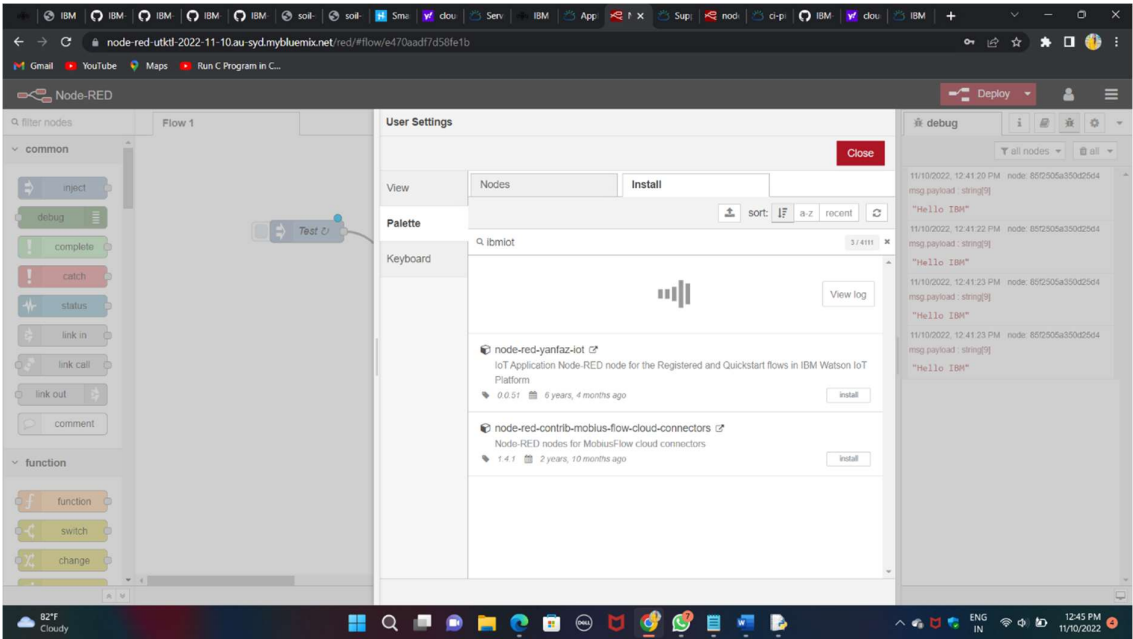 IBM
IBM-
IBM-
IBM-
IBM-
soil-
soil-
Sma
clou
Serv
IBM
App
Sup
node
ci-pi
IBM-
clou
IBM
node-red-utktl-2022-11-10.au-syd.mybluemix.net/red/#flow/e470aadf7d58fe1b
Gmail YouTube Maps Run C Program in C...
Node-RED
Deploy
filter nodes
Flow 1
User Settings
debug
i
Close
all nodes
all
common
inject
debug
complete
catch
status
link in
link call
link out
comment
function
function
switch
change
Test
View
Palette
Keyboard
Nodes
Install
sort: a-z recent
ibmiot
3 / 4111
View log
node-red-yanfaz-iot
IoT Application Node-RED node for the Registered and Quickstart flows in IBM Watson IoT
Platform
0.0.51 6 years, 4 months ago
install
node-red-contrib-mobius-flow-cloud-connectors
Node-RED nodes for MobiusFlow cloud connectors
1.4.1 2 years, 10 months ago
install
11/10/2022, 12:41:20 PM node: 85f2505a350d25d4
msg.payload : string[9]
"Hello IBM"
11/10/2022, 12:41:22 PM node: 85f2505a350d25d4
msg.payload : string[9]
"Hello IBM"
11/10/2022, 12:41:23 PM node: 85f2505a350d25d4
msg.payload : string[9]
"Hello IBM"
11/10/2022, 12:41:23 PM node: 85f2505a350d25d4
msg.payload : string[9]
"Hello IBM"
82°F
Cloudy
ENG
IN
12:45 PM
11/10/2022
4